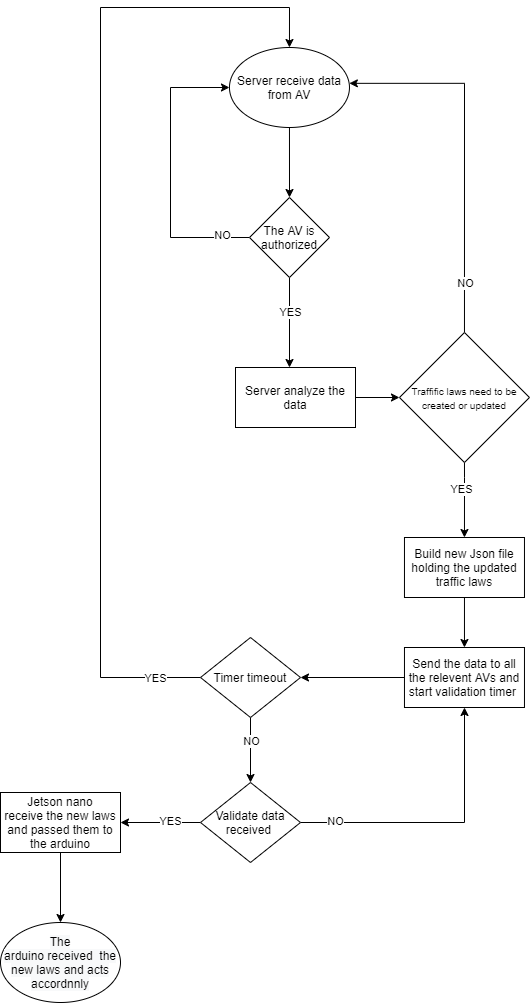 Server receive data
from AV
The AV is
authorized
NO
YES
Server analyze the
data
Traffific laws need to be
created or updated
NO
YES
Build new Json file
holding the updated
traffic laws
Send the data to all
the relevent AVs and
start validation timer
Timer timeout
YES
NO
Validate data
received
NO
YES
Jetson nano
receive the new laws
and passed them to
the arduino
The
arduino received the
new laws and acts
accordnnly